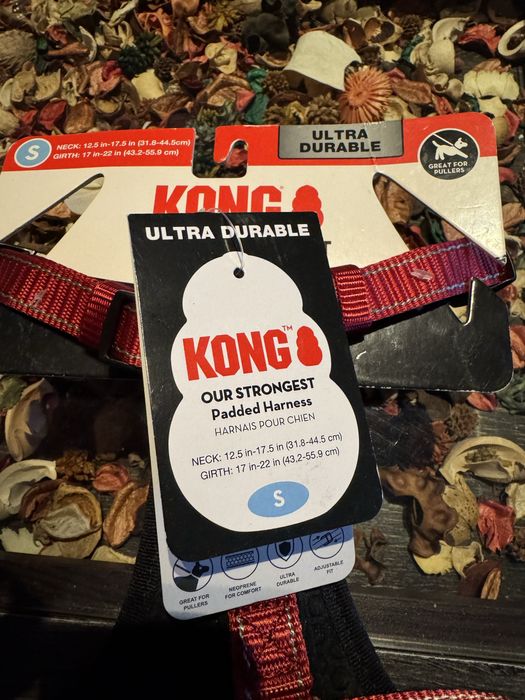 S
NECK: 12.5 in-17.5 in (31.8-44.5cm)
GIRTH: 17 in-22 in (43.2-55.9 cm)
ULTRA
DURABLE
GREAT FOR
PULLERS
KONG
ULTRA DURABLE
KONG™
OUR STRONGEST
Padded Harness
HARNAIS POUR CHIEN
NECK: 12.5 in-17.5 in (31.8-44.5 cm)
GIRTH: 17 in-22 in (43.2-55.9 cm)
S
GREAT FOR
PULLERS
NEOPRENE
FOR COMFORT
ULTRA
DURABLE
ADJUSTABLE
FIT